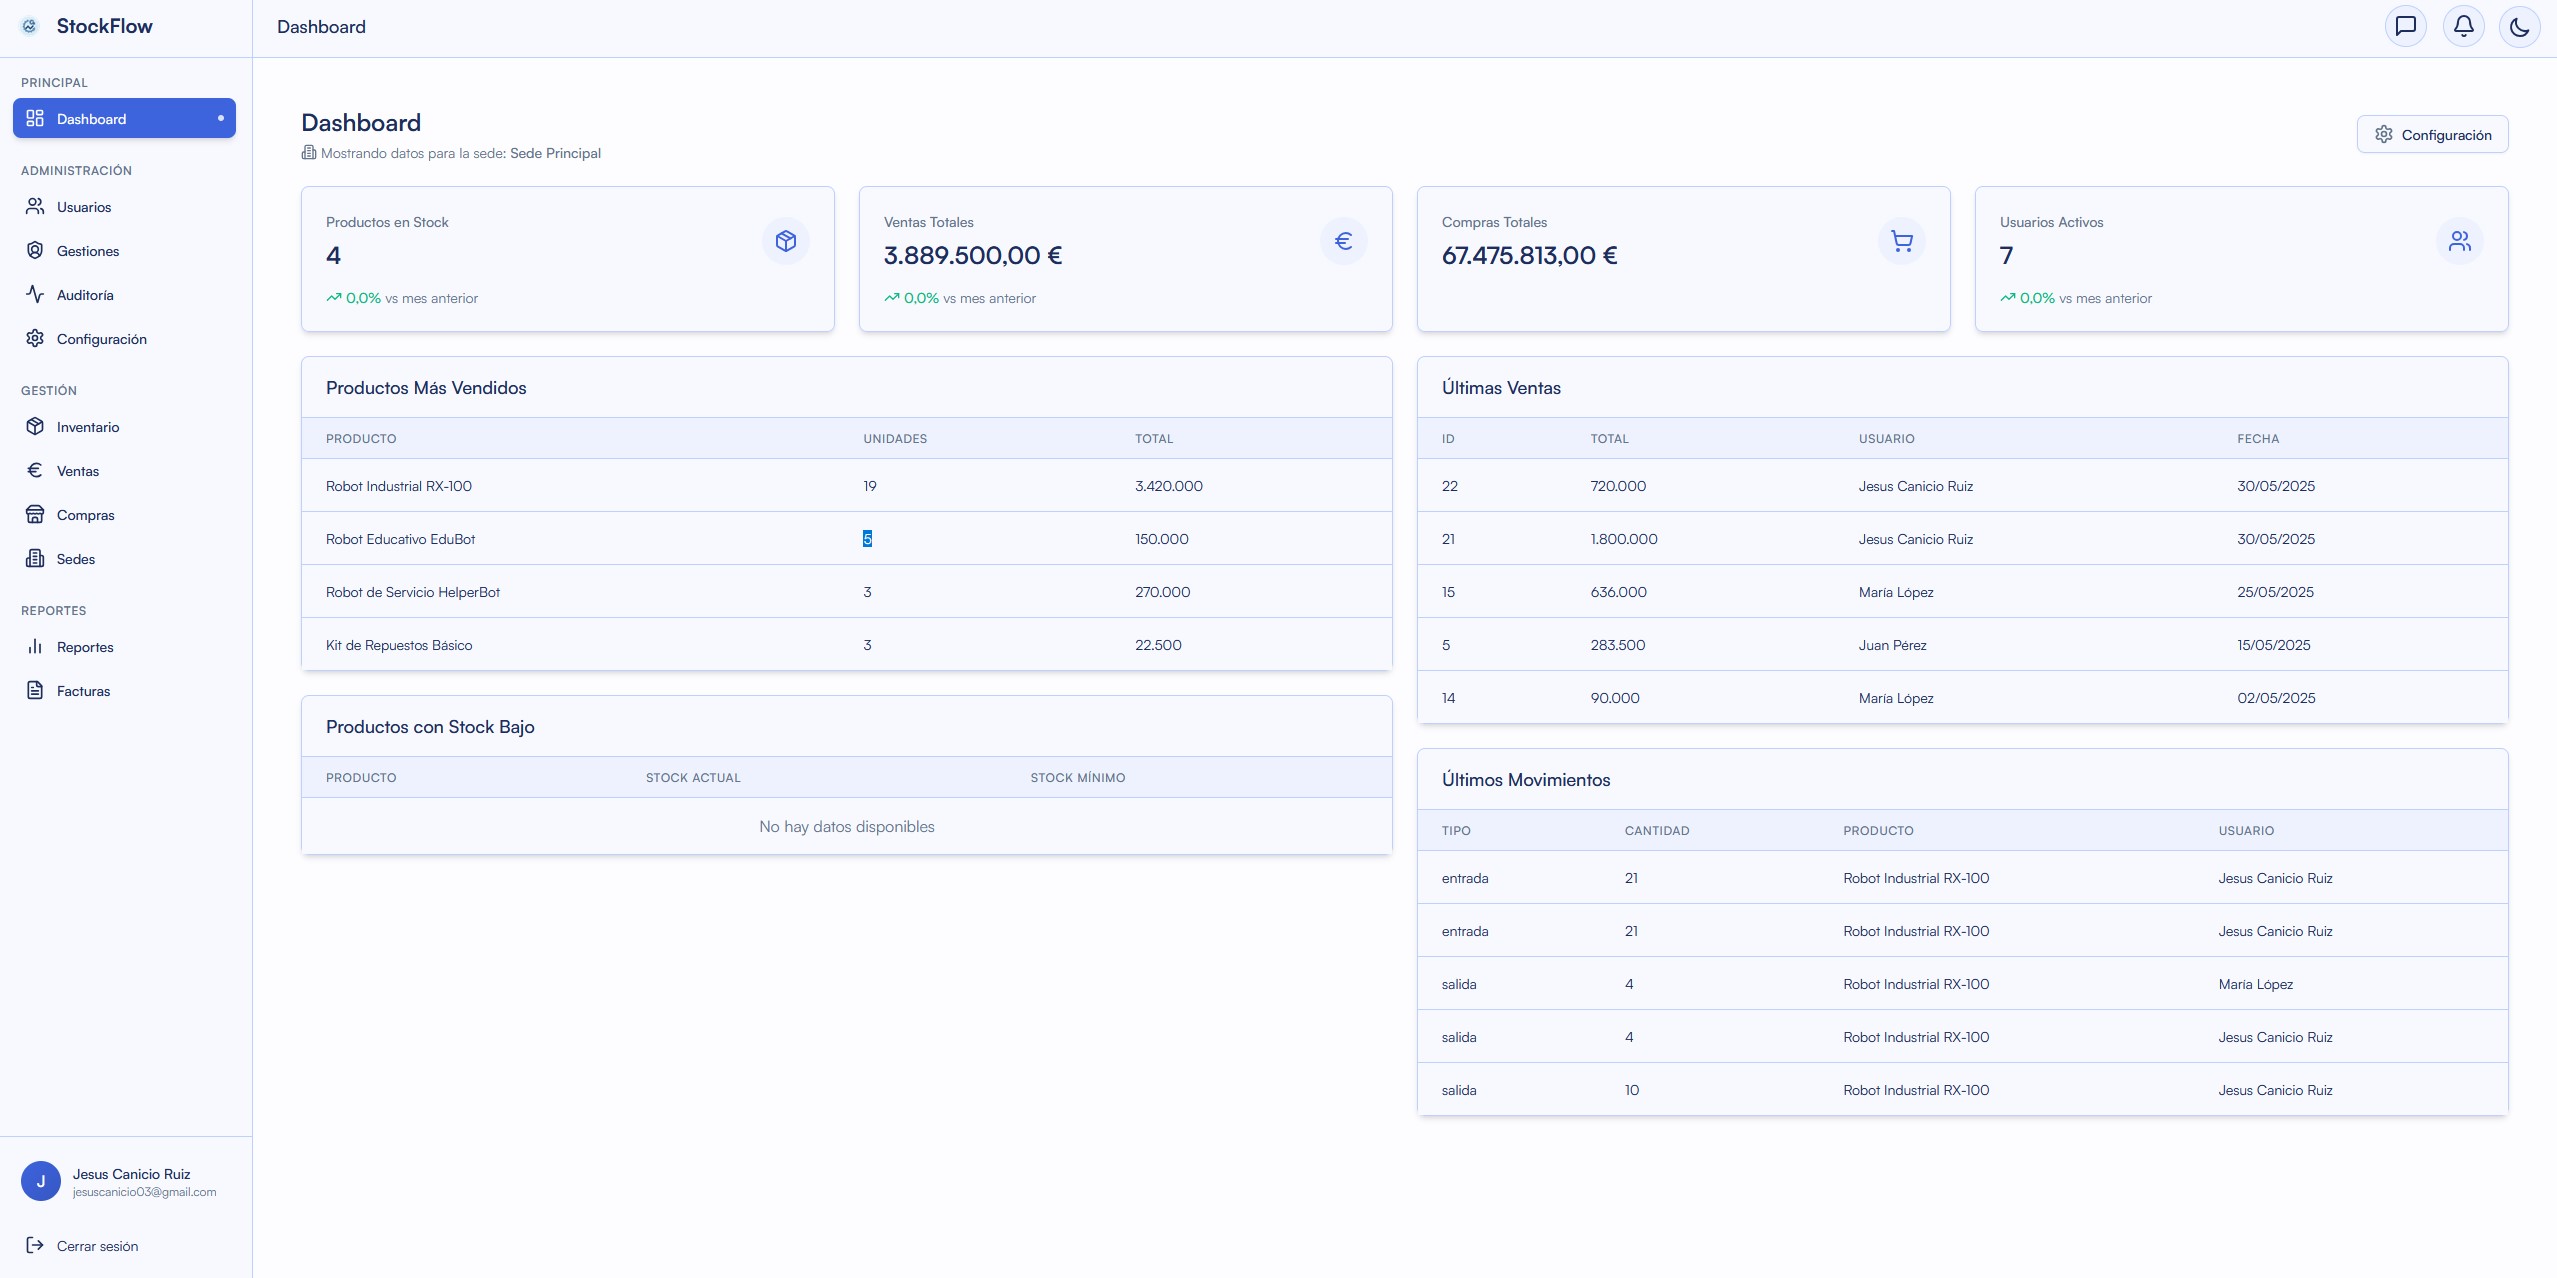 StockFlow
PRINCIPAL
Dashboard
ADMINISTRACIÓN
Usuarios
Gestiones
Auditoría
Configuración
GESTIÓN
Inventario
Ventas
Compras
Sedes
REPORTES
Reportes
Facturas
Jesus Canicio Ruiz
J
jesuscanicio03@gmail.com
Cerrar sesión
Dashboard
Dashboard
Mostrando datos para la sede: Sede Principal
Configuración
Productos en Stock
4
0,0% vs mes anterior
Ventas Totales
3.889.500,00 €
0,0% vs mes anterior
Compras Totales
67.475.813,00 €
Usuarios Activos
7
0,0% vs mes anterior
Productos Más Vendidos
PRODUCTO UNIDADES TOTAL
Robot Industrial RX-100 19 3.420.000
Robot Educativo EduBot 5 150.000
Robot de Servicio HelperBot 3 270.000
Kit de Repuestos Básico 3 22.500
Productos con Stock Bajo
PRODUCTO STOCK ACTUAL STOCK MÍNIMO
No hay datos disponibles
Últimas Ventas
ID TOTAL USUARIO FECHA
22 720.000 Jesus Canicio Ruiz 30/05/2025
21 1.800.000 Jesus Canicio Ruiz 30/05/2025
15 636.000 María López 25/05/2025
5 283.500 Juan Pérez 15/05/2025
14 90.000 María López 02/05/2025
Últimos Movimientos
TIPO CANTIDAD PRODUCTO USUARIO
entrada 21 Robot Industrial RX-100 Jesus Canicio Ruiz
entrada 21 Robot Industrial RX-100 Jesus Canicio Ruiz
salida 4 Robot Industrial RX-100 María López
salida 4 Robot Industrial RX-100 Jesus Canicio Ruiz
salida 10 Robot Industrial RX-100 Jesus Canicio Ruiz